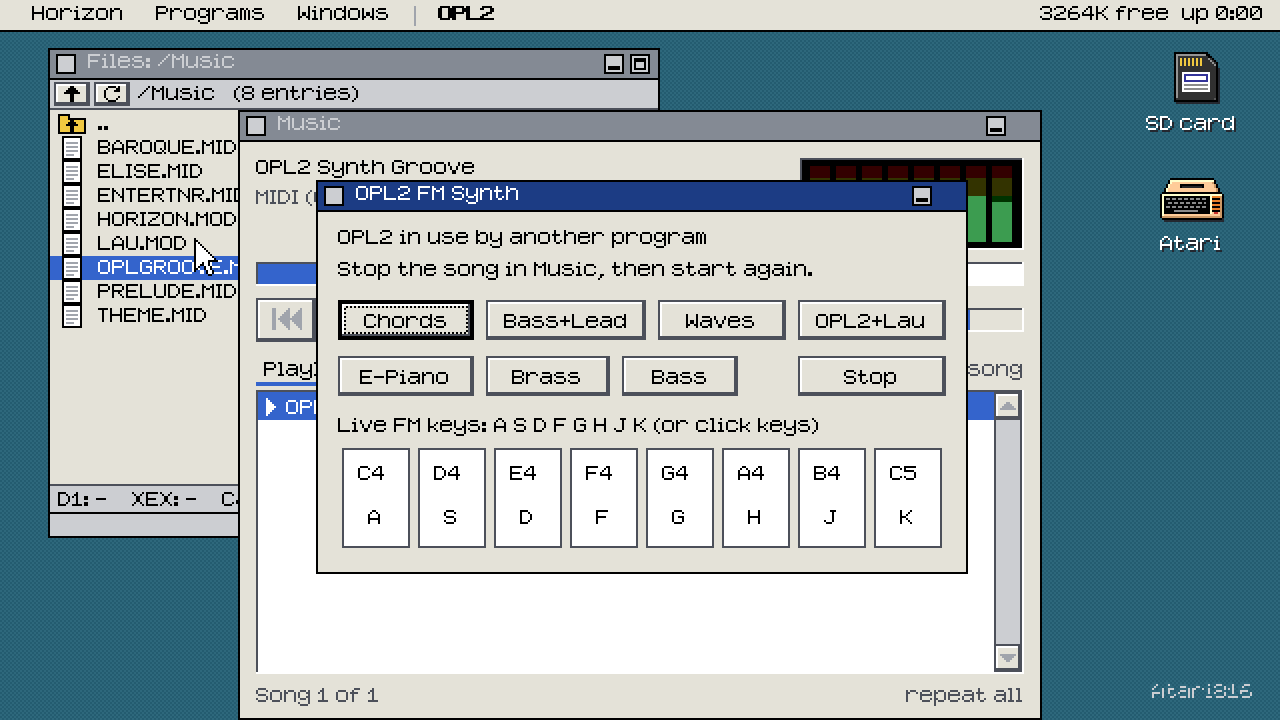 Horizon Programs Windows | OPL2 3264K free up 0:00
Files: /Music
/Music (8 entries)
..
BAROQUE.MID
ELISE.MID
ENTERTNR.MID
HORIZON.MOD
LAU.MOD
PRELUDE.MID
THEME.MID
D1: - XEX: -
SD card
Atari
Music
OPL2 Synth Groove
MIDI
OPL2 FM Synth
OPL2 in use by another program
Stop the song in Music, then start again.
Chords Bass+Lead Waves OPL2+Lau
E-Piano Brass Bass Stop
Live FM keys: A S D F G H J K (or click keys)
C4 D4 E4 F4 G4 A4 B4 C5
A S D F G H J K
song
Song 1 of 1 repeat all
Atari816